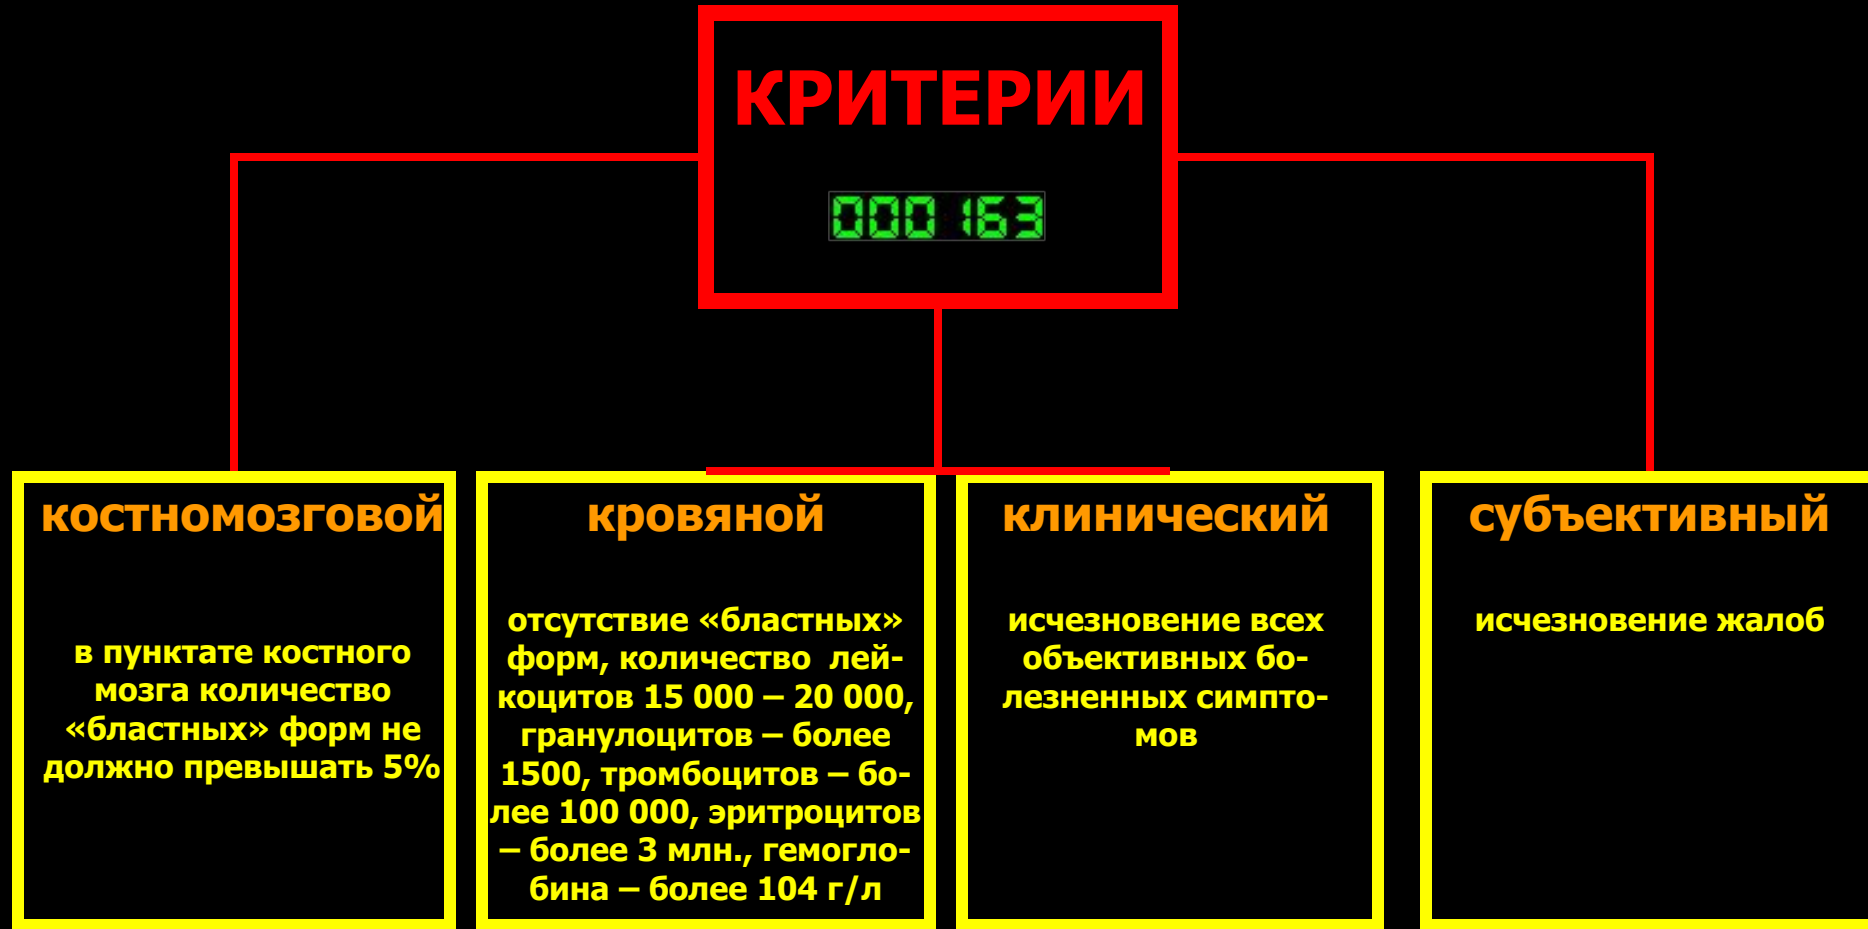 КРИТЕРИИ
000163
костномозговой
в пунктате костного
мозга количество
«бластных» форм не
должно превышать 5%
кровяной
отсутствие «бластных»
форм, количество лей-
коцитов 15 000 – 20 000,
гранулоцитов – более
1500, тромбоцитов – бо-
лее 100 000, эритроцитов
– более 3 млн., гемогло-
бина – более 104 г/л
клинический
исчезновение всех
объективных бо-
лезненных симпто-
мов
субъективный
исчезновение жалоб